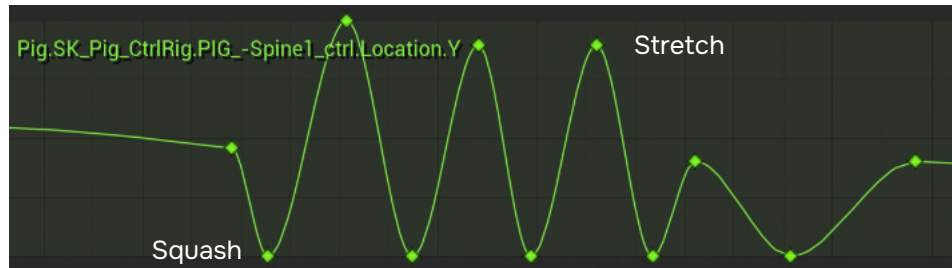 Pig.SK_Pig_CtrlRig.PIG_-Spine1_ctrl.Location.Y
Stretch
Squash